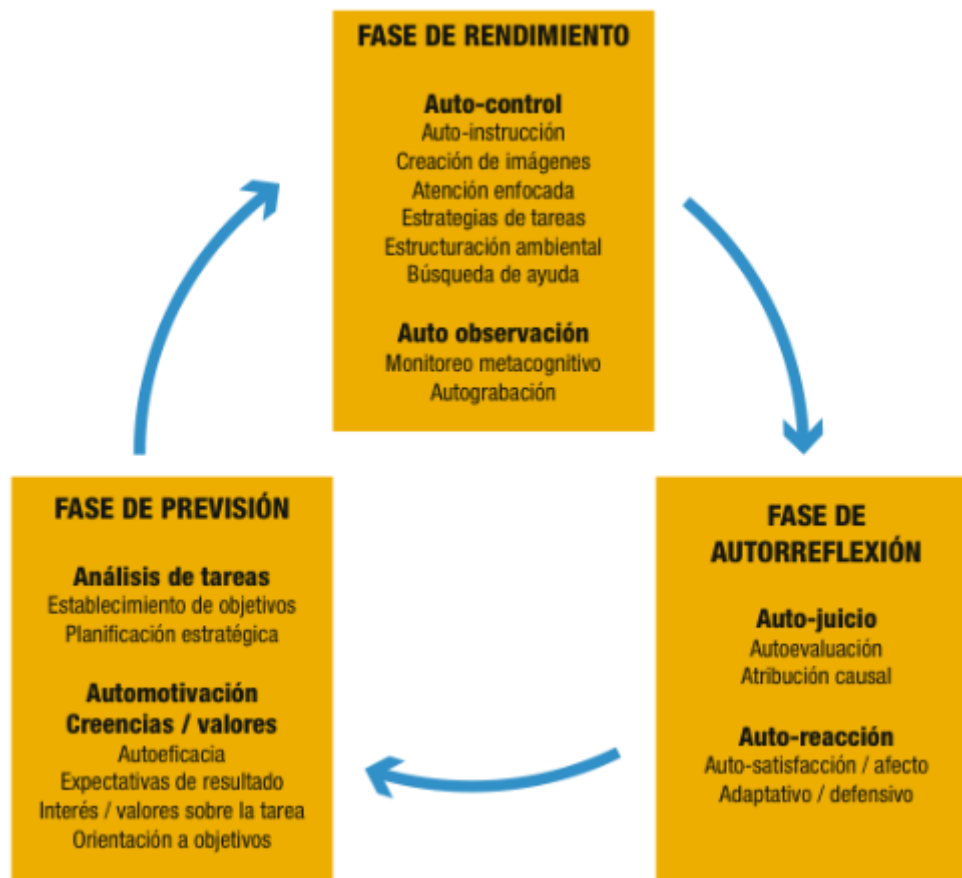 FASE DE RENDIMIENTO
Auto-control
Auto-instrucción
Creación de imágenes
Atención enfocada
Estrategias de tareas
Estructuración ambiental
Búsqueda de ayuda
Auto observación
Monitoreo metacognitivo
Autograbación
FASE DE PREVISIÓN
Análisis de tareas
Establecimiento de objetivos
Planificación estratégica
Automotivación
Creencias / valores
Autoeficacia
Expectativas de resultado
Interés / valores sobre la tarea
Orientación a objetivos
FASE DE
AUTORREFLEXIÓN
Auto-juicio
Autoevaluación
Atribución causal
Auto-reacción
Auto-satisfacción / afecto
Adaptativo / defensivo